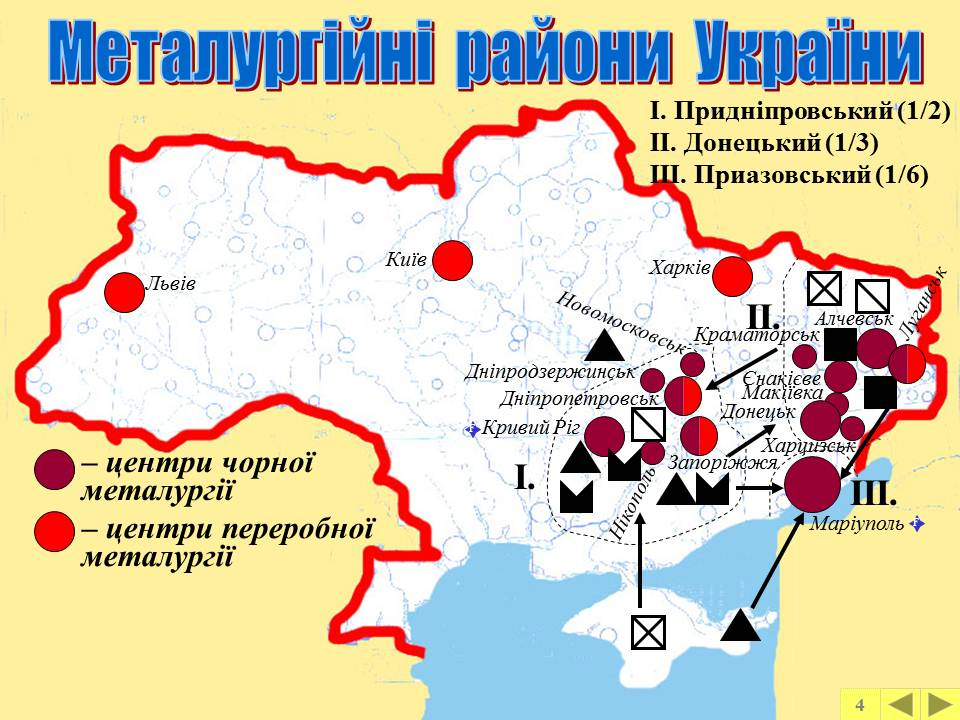 Металургійні райони України
І. Придніпровський (1/2)
ІІ. Донецький (1/3)
ІІІ. Приазовський (1/6)
Київ
Харків
Львів
Луганськ
Новомосковськ
ІІ.
Алчевськ
Краматорськ
Дніпродзержинськ
Єнакієве
Макіївка
Дніпропетровськ
Донецьк
Кривий Ріг
Харцизськ
Запоріжжя
І.
Нікополь
ІІІ.
Маріуполь
– центри чорної
металургії
– центри переробної
металургії
4